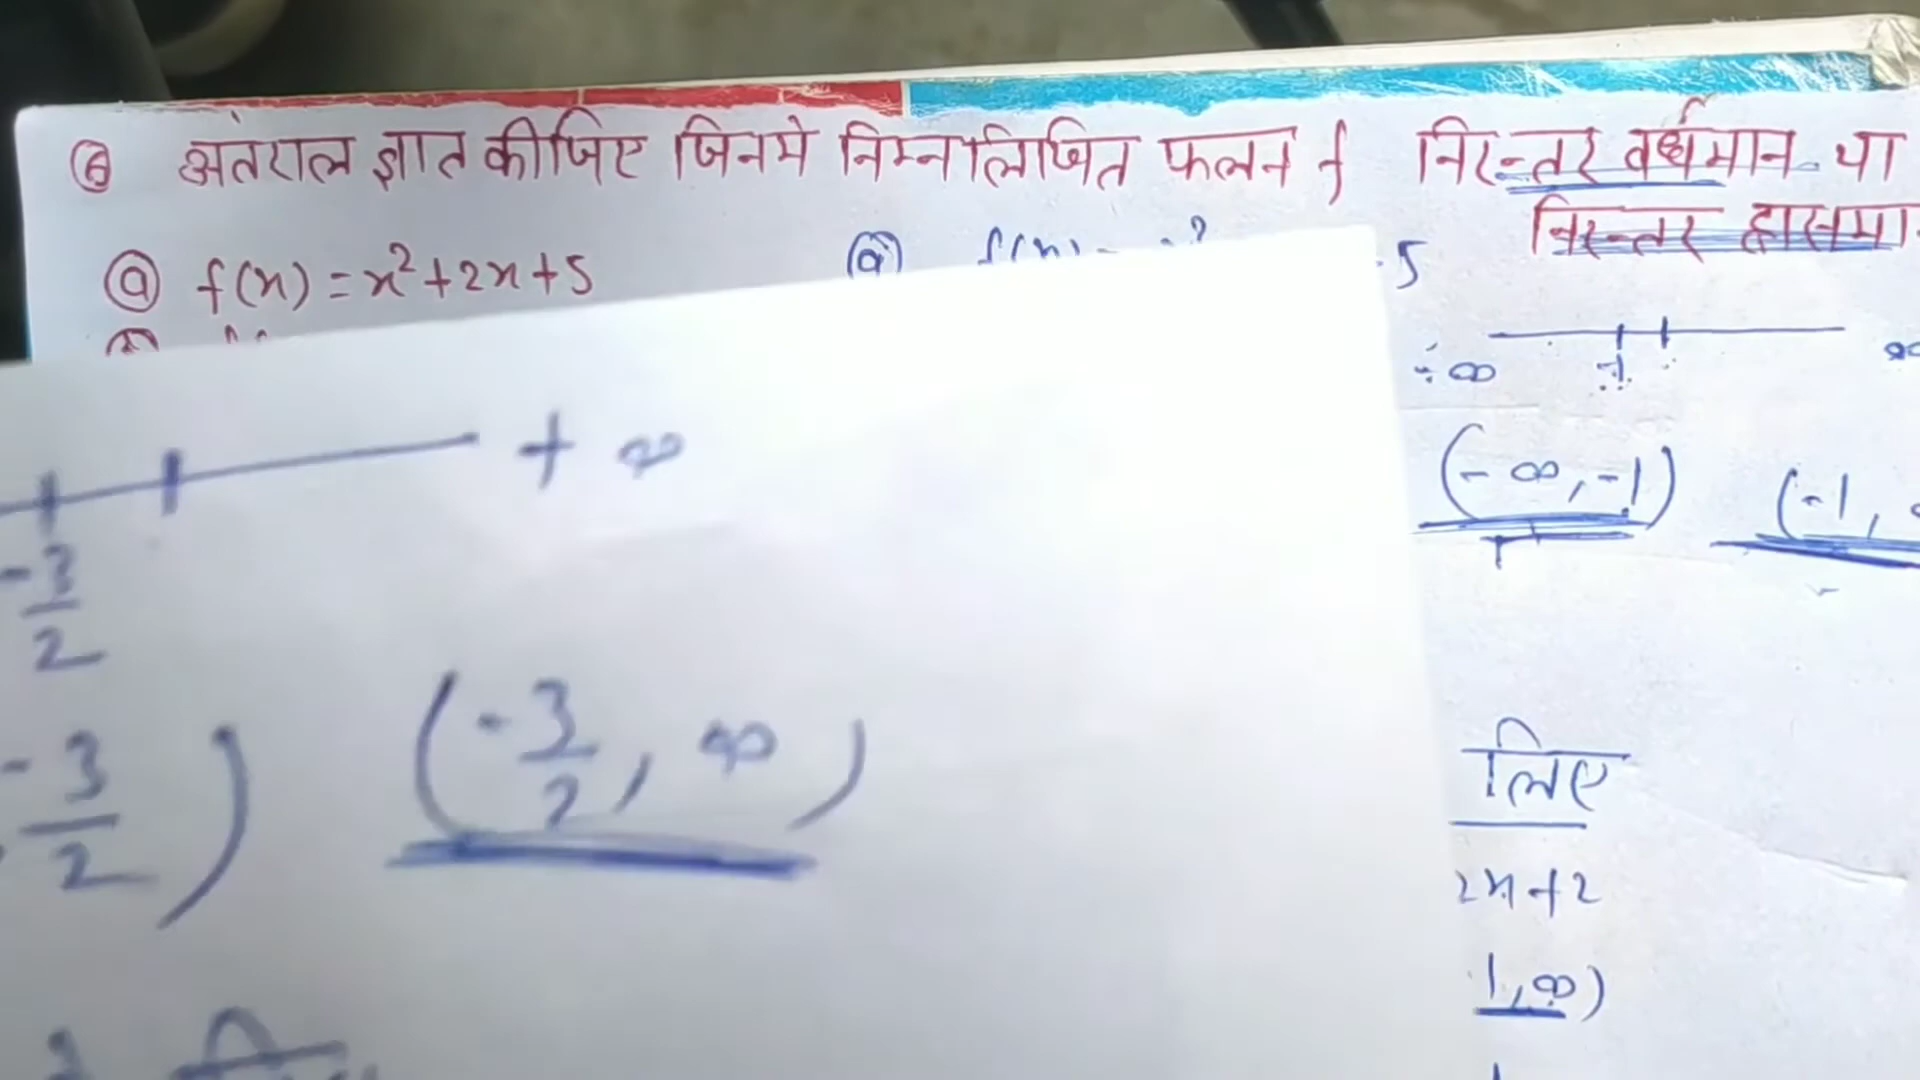 ⑥ अंतराल ज्ञात कीजिए जिनमे निम्नलिखित फलन f निरन्तर वर्धमान या
निरन्तर ह्रासमा
ⓐ f(x) = x²+2x+5
ⓐ f(x) 5
-∞ -1 ∞
+ ∞
-3/2
(-∞, -1) (-1,
-3/2) (-3/2, ∞)
लिए
2x+2
1, ∞)